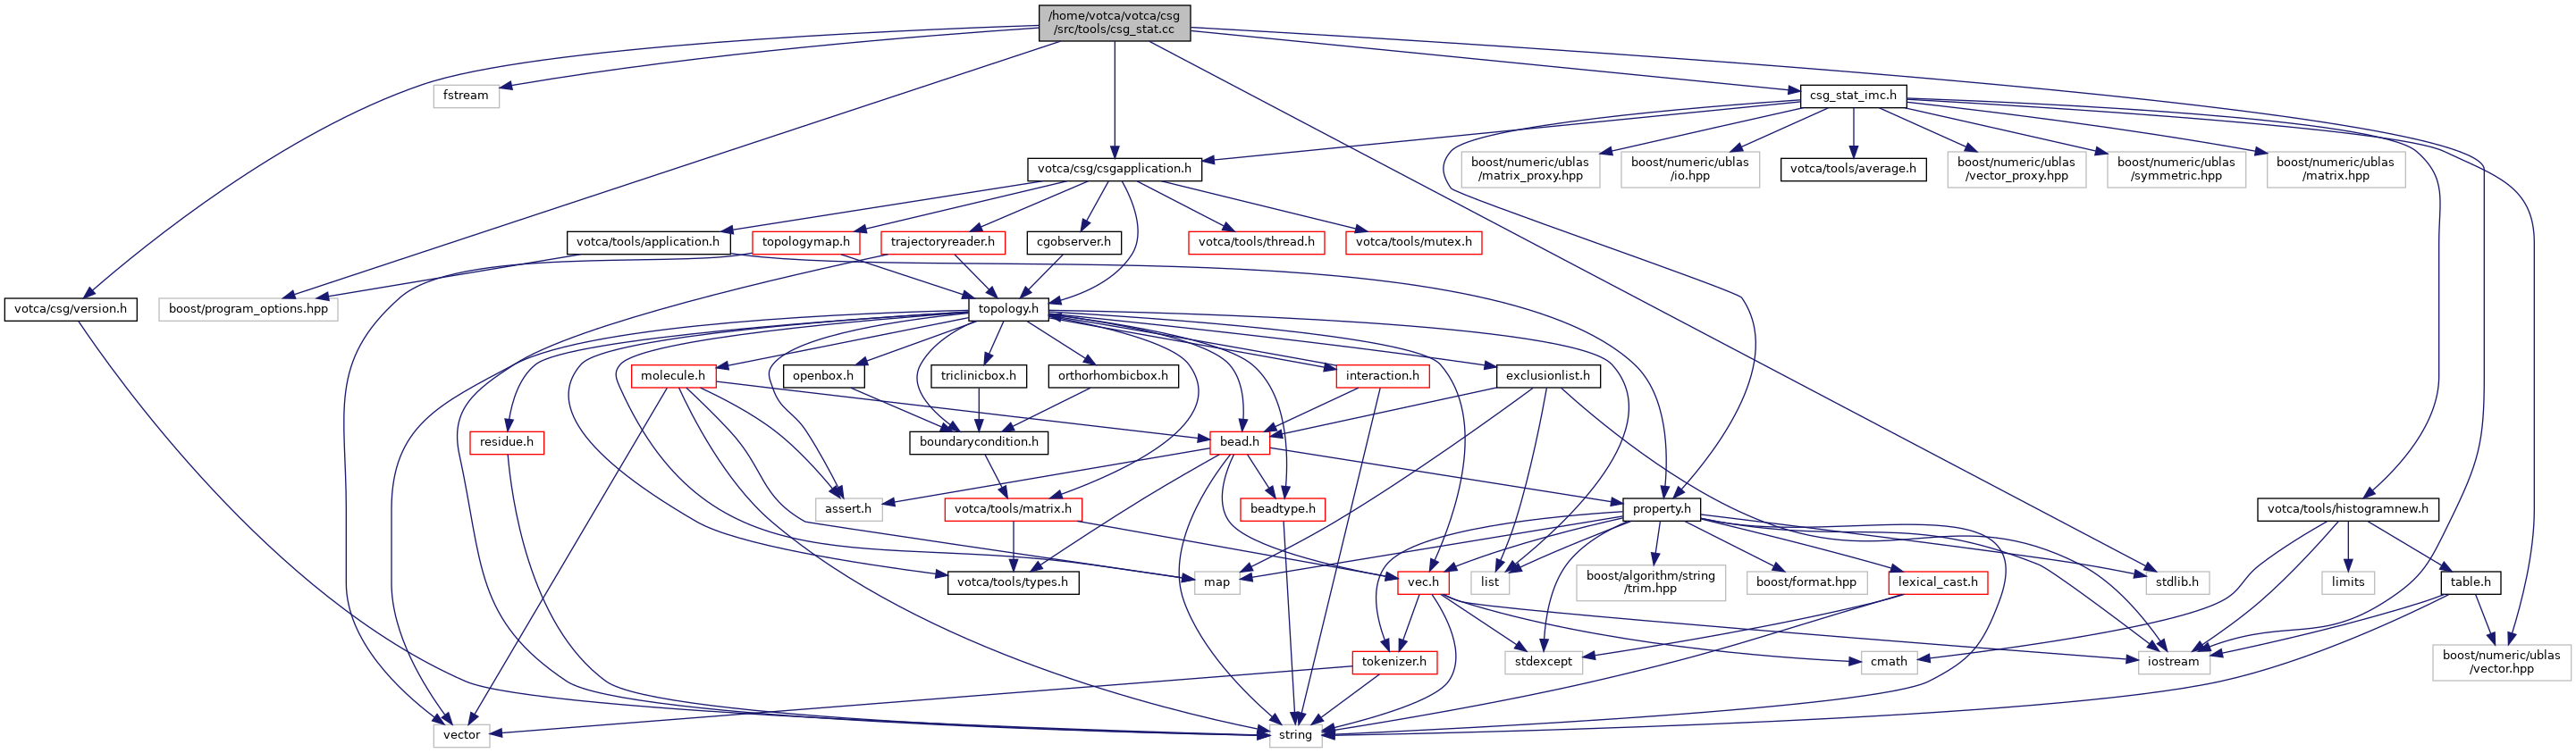 /home/votca/votca/csg
/src/tools/csg_stat.cc
fstream
csg_stat_imc.h
votca/csg/csgapplication.h
boost/numeric/ublas
/matrix_proxy.hpp
boost/numeric/ublas
/io.hpp
votca/tools/average.h
boost/numeric/ublas
/vector_proxy.hpp
boost/numeric/ublas
/symmetric.hpp
boost/numeric/ublas
/matrix.hpp
votca/tools/application.h
topologymap.h
trajectoryreader.h
cgobserver.h
votca/tools/thread.h
votca/tools/mutex.h
votca/csg/version.h
boost/program_options.hpp
topology.h
molecule.h
openbox.h
triclinicbox.h
orthorhombicbox.h
interaction.h
exclusionlist.h
residue.h
boundarycondition.h
bead.h
assert.h
votca/tools/matrix.h
beadtype.h
property.h
votca/tools/histogramnew.h
votca/tools/types.h
map
vec.h
list
boost/algorithm/string
/trim.hpp
boost/format.hpp
lexical_cast.h
stdlib.h
limits
table.h
tokenizer.h
stdexcept
cmath
iostream
boost/numeric/ublas
/vector.hpp
vector
string